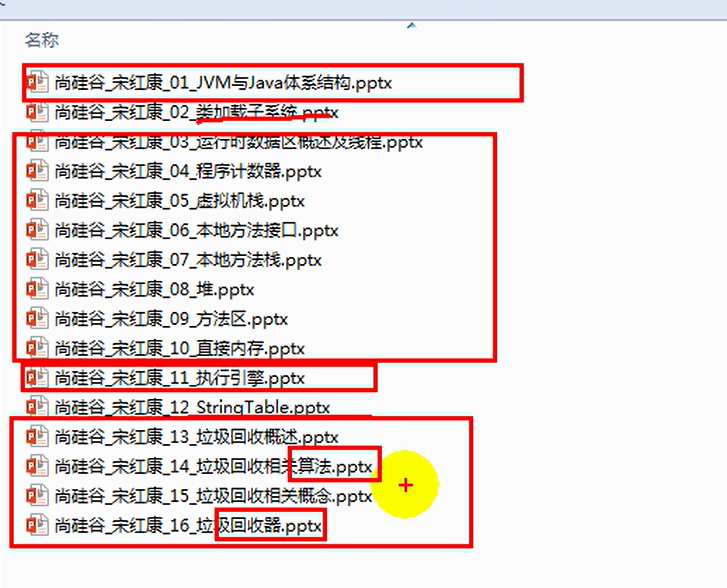 名称
尚硅谷_宋红康_01_JVM与Java体系结构.pptx
尚硅谷_宋红康_02_类加载子系统.pptx
尚硅谷_宋红康_03_运行时数据区概述及线程.pptx
尚硅谷_宋红康_04_程序计数器.pptx
尚硅谷_宋红康_05_虚拟机栈.pptx
尚硅谷_宋红康_06_本地方法接口.pptx
尚硅谷_宋红康_07_本地方法栈.pptx
尚硅谷_宋红康_08_堆.pptx
尚硅谷_宋红康_09_方法区.pptx
尚硅谷_宋红康_10_直接内存.pptx
尚硅谷_宋红康_11_执行引擎.pptx
尚硅谷_宋红康_12_StringTable.pptx
尚硅谷_宋红康_13_垃圾回收概述.pptx
尚硅谷_宋红康_14_垃圾回收相关算法.pptx
尚硅谷_宋红康_15_垃圾回收相关概念.pptx
尚硅谷_宋红康_16_垃圾回收器.pptx